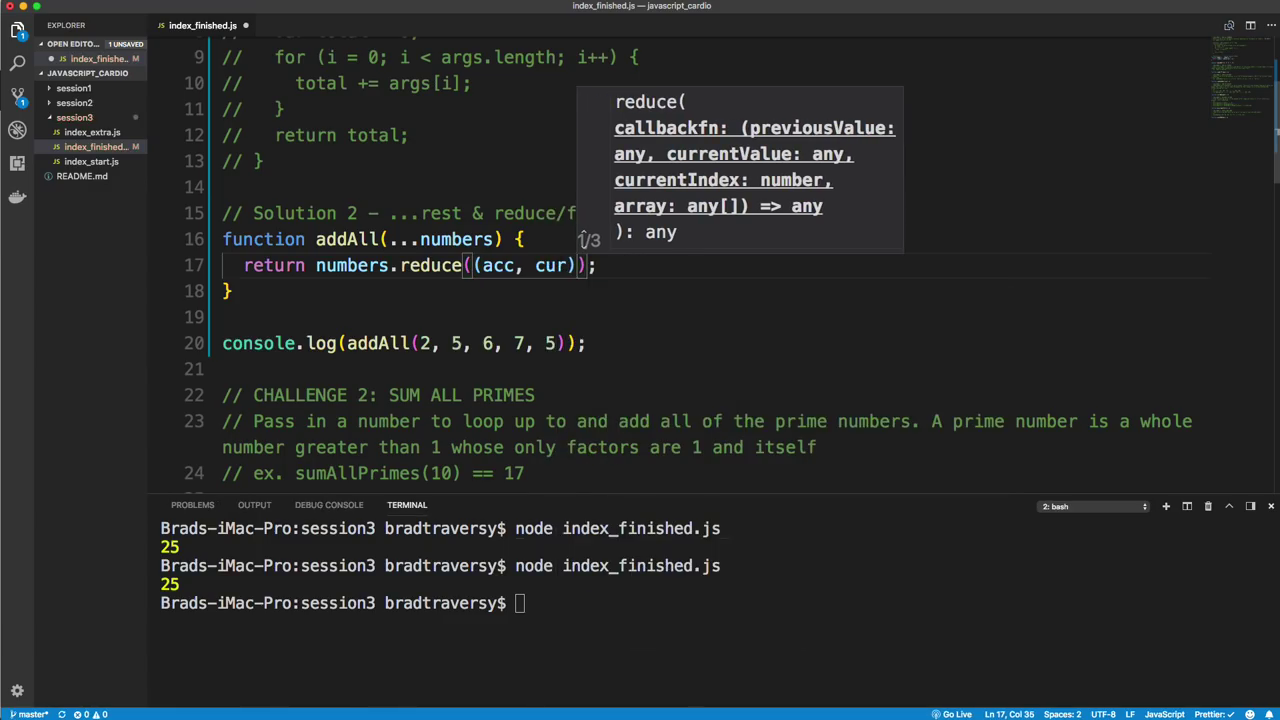 index_finished.js — javascript_cardio
EXPLORER
index_finished.js
OPEN EDITO... 1 UNSAVED
index_finishe... M
JAVASCRIPT_CARDIO
session1
session2
session3
index_extra.js
index_finished... M
index_start.js
README.md
1
1
9 // for (i = 0; i < args.length; i++) {
10 // total += args[i];
11 // }
12 // return total;
13 // }
14
15 // Solution 2 - ...rest & reduce/f
16 function addAll(...numbers) {
17 return numbers.reduce((acc, cur));
18 }
19
20 console.log(addAll(2, 5, 6, 7, 5));
21
22 // CHALLENGE 2: SUM ALL PRIMES
23 // Pass in a number to loop up to and add all of the prime numbers. A prime number is a whole
number greater than 1 whose only factors are 1 and itself
24 // ex. sumAllPrimes(10) == 17
reduce(
callbackfn: (previousValue:
any, currentValue: any,
currentIndex: number,
array: any[]) => any
): any
1/3
PROBLEMS OUTPUT DEBUG CONSOLE TERMINAL
2: bash
Brads-iMac-Pro:session3 bradtraversy$ node index_finished.js
25
Brads-iMac-Pro:session3 bradtraversy$ node index_finished.js
25
Brads-iMac-Pro:session3 bradtraversy$
master* 0 0 Go Live Ln 17, Col 35 Spaces: 2 UTF-8 LF JavaScript Prettier: ✓